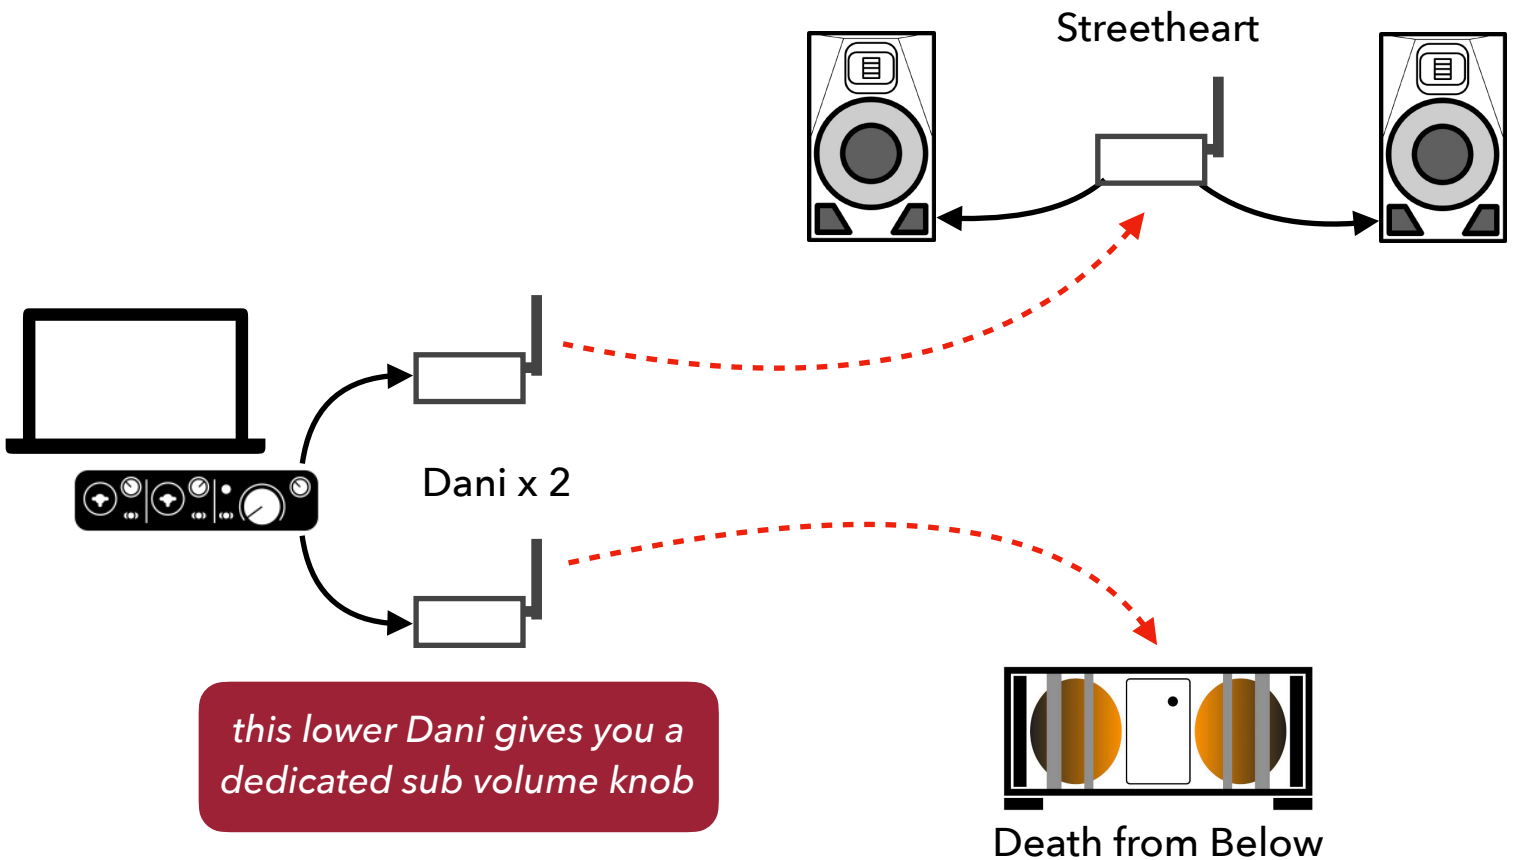 Streetheart
Dani x 2
this lower Dani gives you a
dedicated sub volume knob
Death from Below